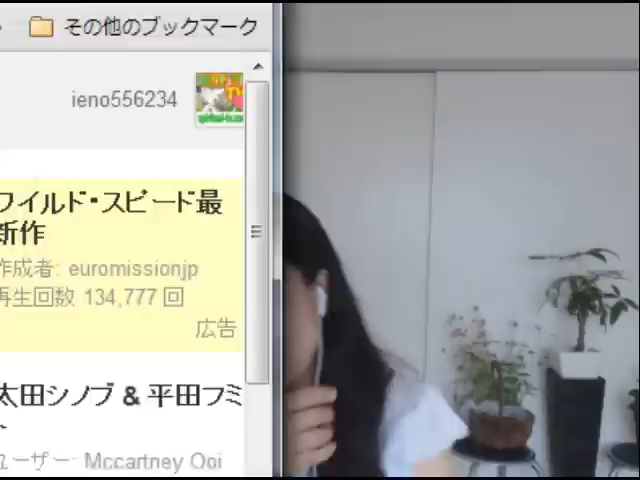 その他のブックマーク
ieno556234
ワイルド・スピード最
新作
作成者: euromissionjp
再生回数 134,777 回
広告
太田シノブ & 平田フミ
ユーザー: Mccartney Ooi